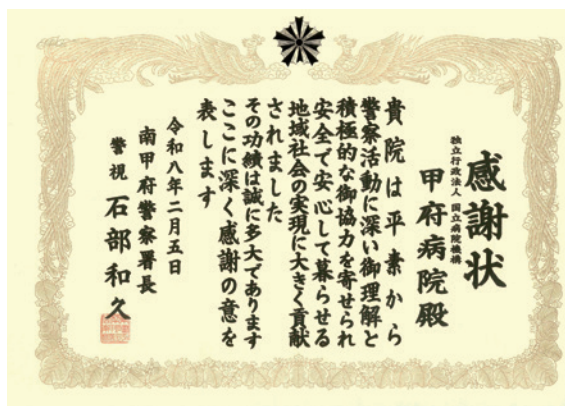 感謝状
独立行政法人 国立病院機構
甲府病院殿
貴院は平素から
警察活動に深い御理解と
積極的な御協力を寄せられ
安全で安心して暮らせる
地域社会の実現に大きく貢献
されました
その功績は誠に多大であります
ここに深く感謝の意を
表します
令和八年二月五日
南甲府警察署長
警視 石部和久